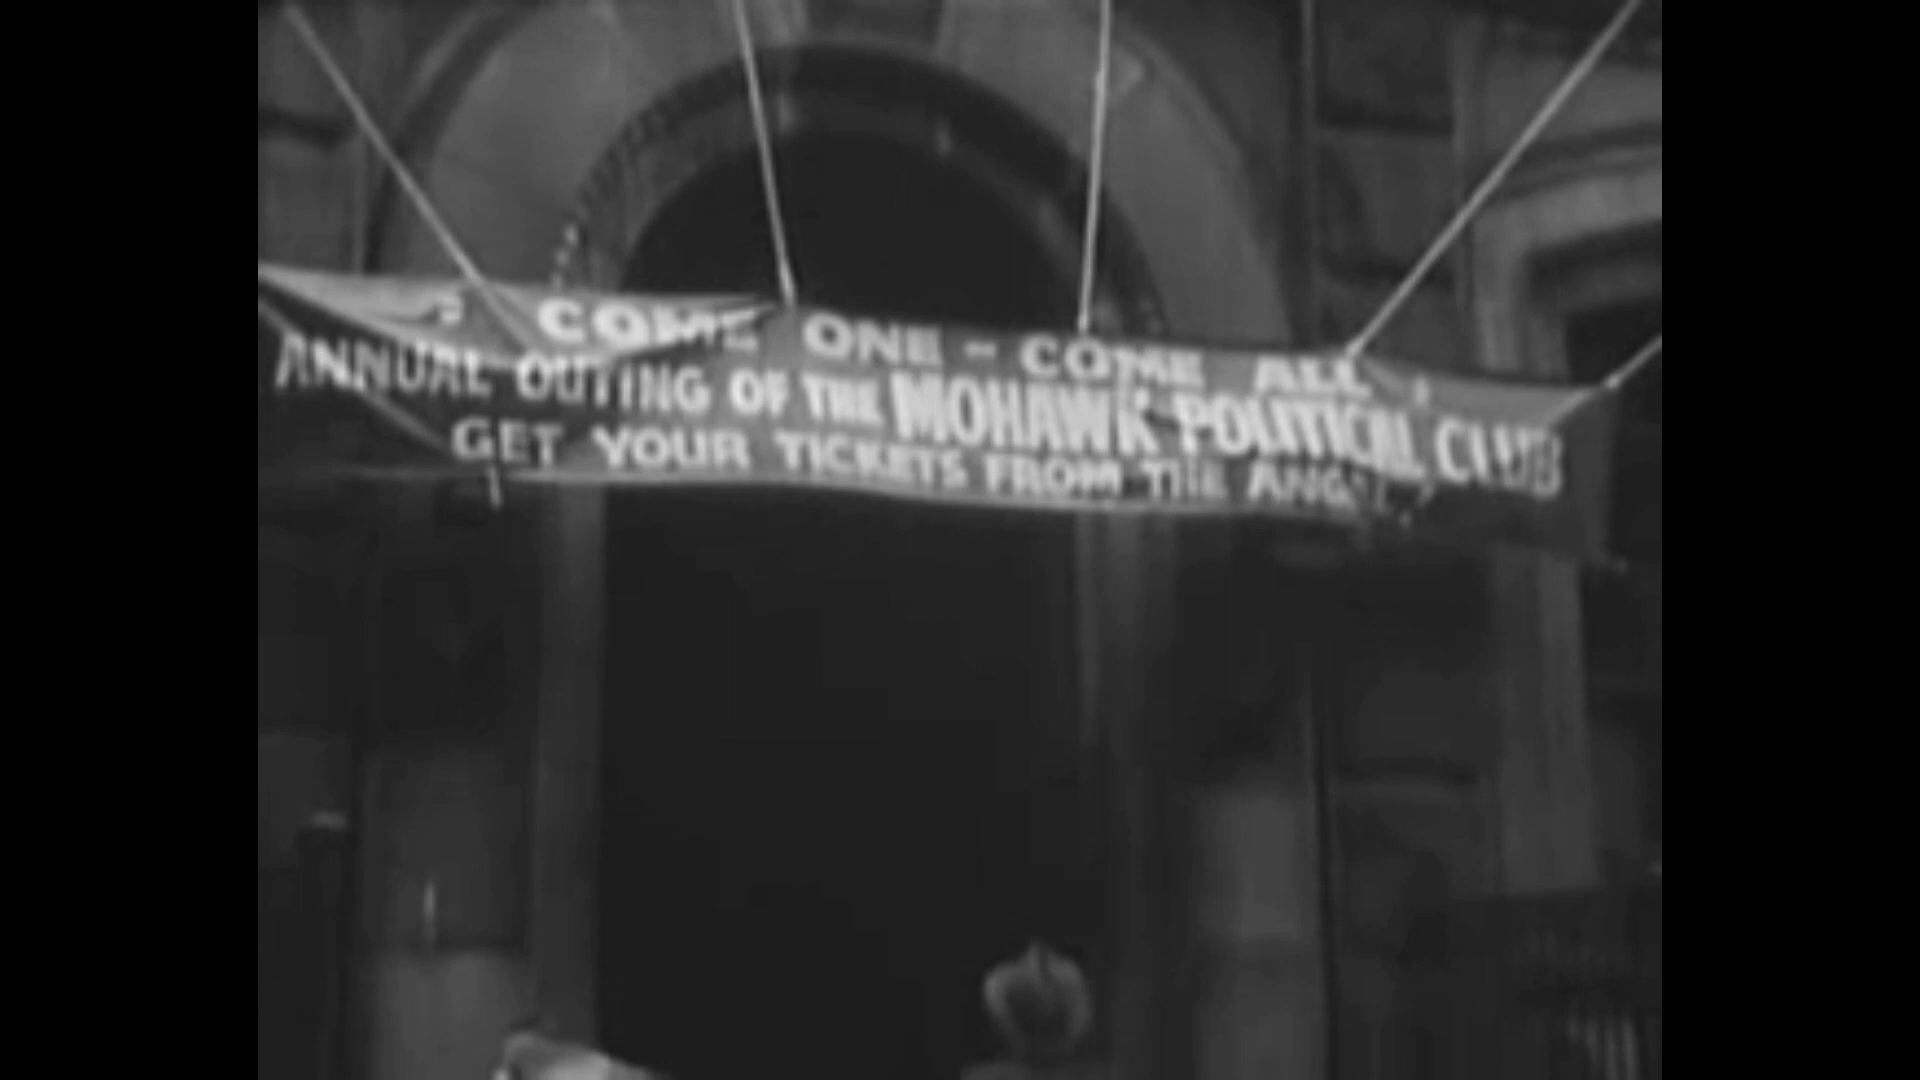 COME ONE - COME ALL
ANNUAL OUTING OF THE MOHAWK POLITICAL CLUB
GET YOUR TICKETS FROM THE